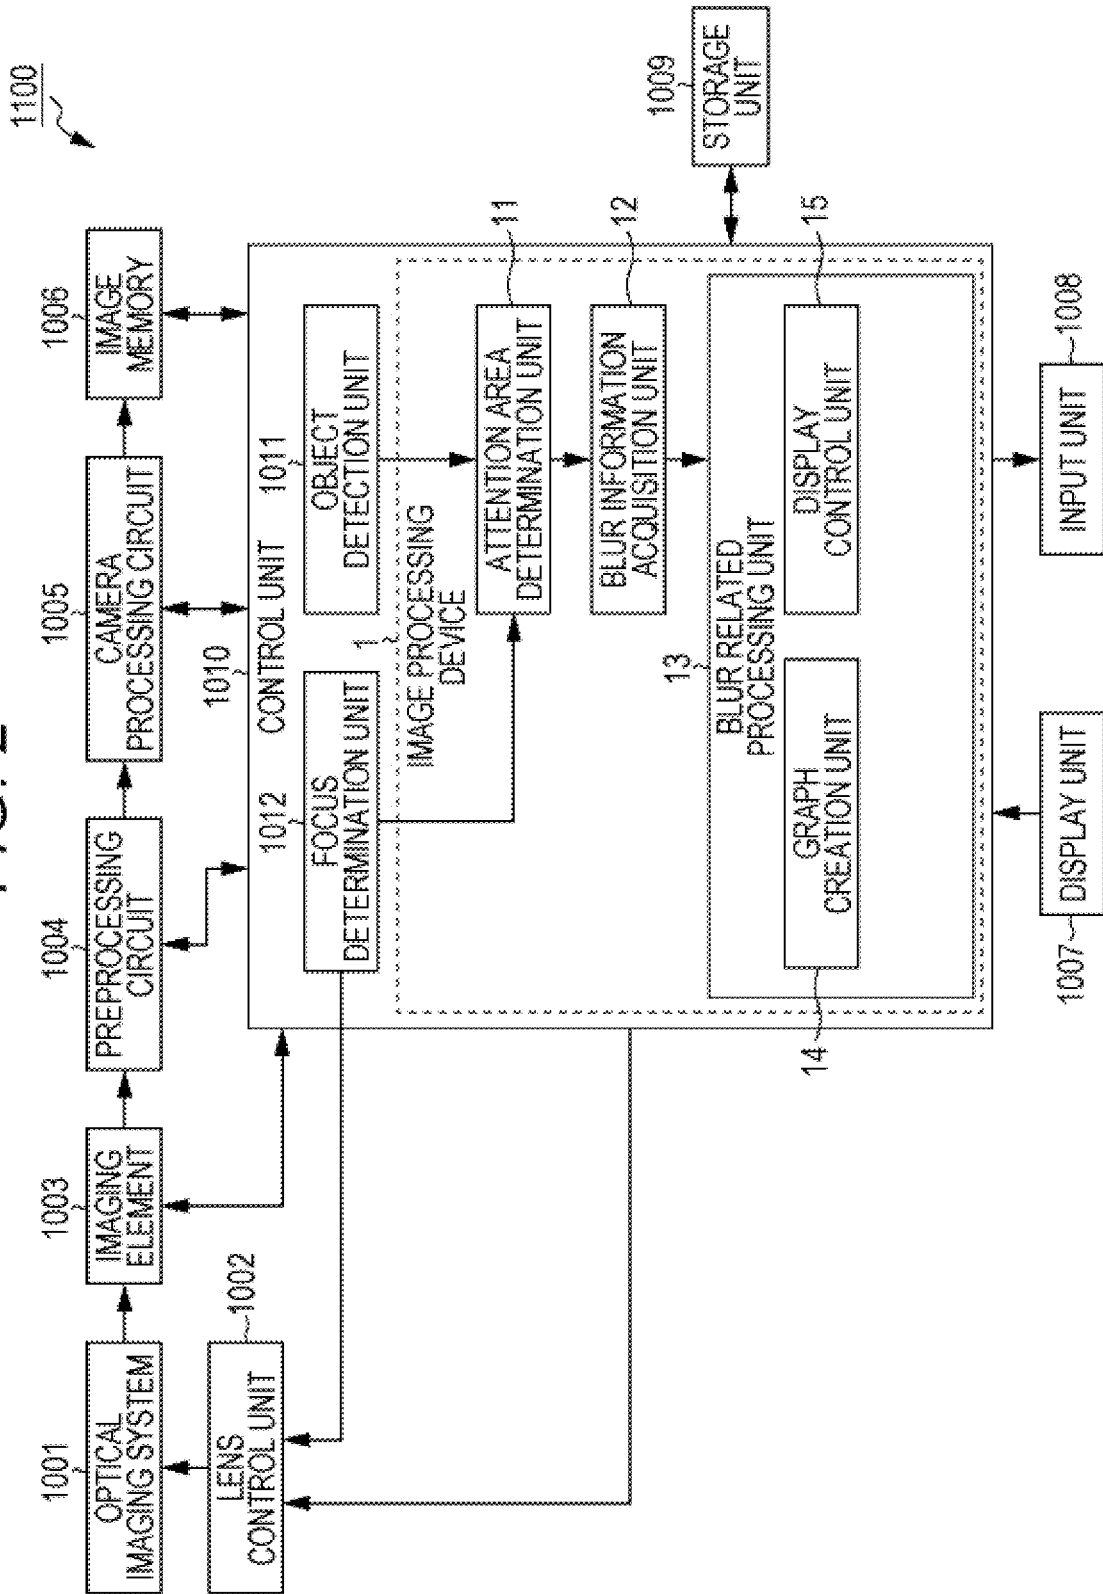 1100
1001
OPTICAL
IMAGING SYSTEM
1003
IMAGING
ELEMENT
1004
PREPROCESSING
CIRCUIT
1005
CAMERA
PROCESSING CIRCUIT
1006
IMAGE
MEMORY
1002
LENS
CONTROL UNIT
1010
CONTROL UNIT
1012
FOCUS
DETERMINATION UNIT
1011
OBJECT
DETECTION UNIT
1
IMAGE PROCESSING
DEVICE
11
ATTENTION AREA
DETERMINATION UNIT
12
BLUR INFORMATION
ACQUISITION UNIT
13
BLUR RELATED
PROCESSING UNIT
14
GRAPH
CREATION UNIT
15
DISPLAY
CONTROL UNIT
1009
STORAGE
UNIT
1007
DISPLAY UNIT
1008
INPUT UNIT